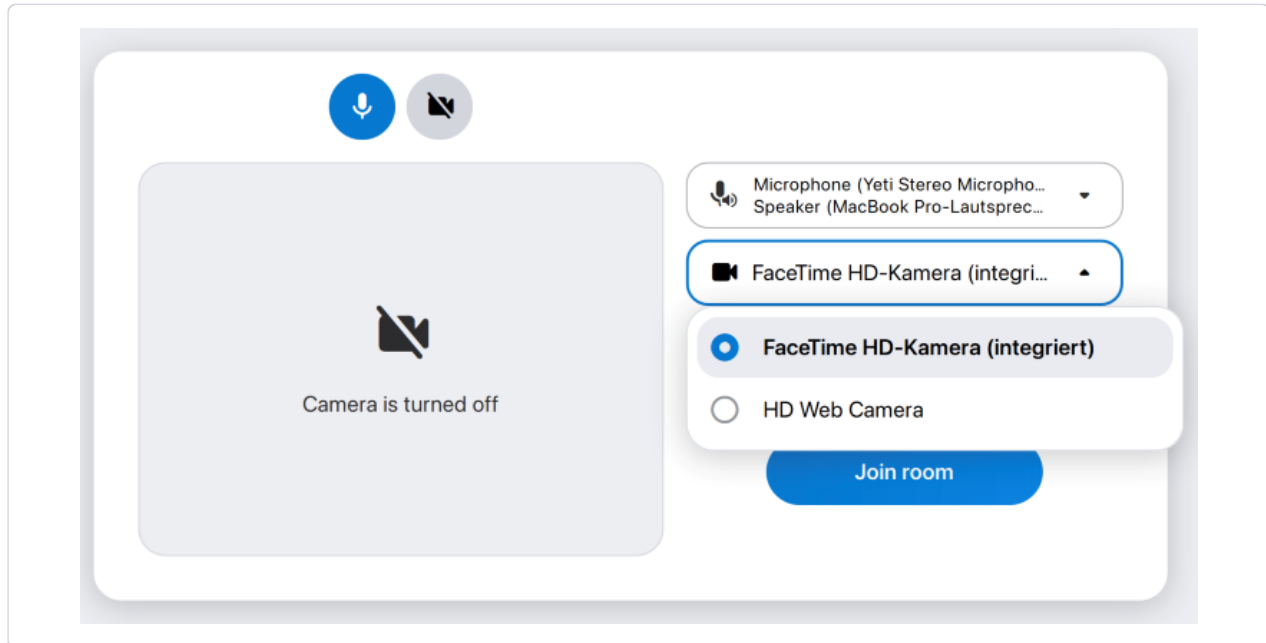 Microphone (Yeti Stereo Micropho…
Speaker (MacBook Pro-Lautsprec…
FaceTime HD-Kamera (integri…
FaceTime HD-Kamera (integriert)
HD Web Camera
Camera is turned off
Join room